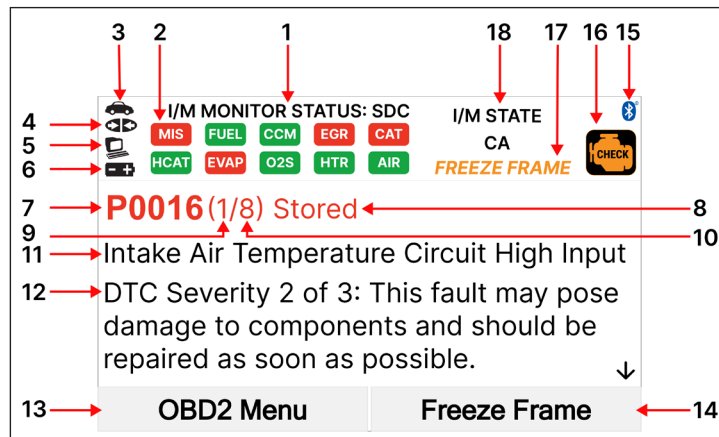 3 2 1 18 17 16 15
I/M MONITOR STATUS: SDC
I/M STATE
4
MIS FUEL CCM EGR CAT
CA
CHECK
5
HCAT EVAP O2S HTR AIR
FREEZE FRAME
6
7 P0016 (1/8) Stored 8
9 10
11 Intake Air Temperature Circuit High Input
12 DTC Severity 2 of 3: This fault may pose
damage to components and should be
repaired as soon as possible.
13 OBD2 Menu Freeze Frame 14